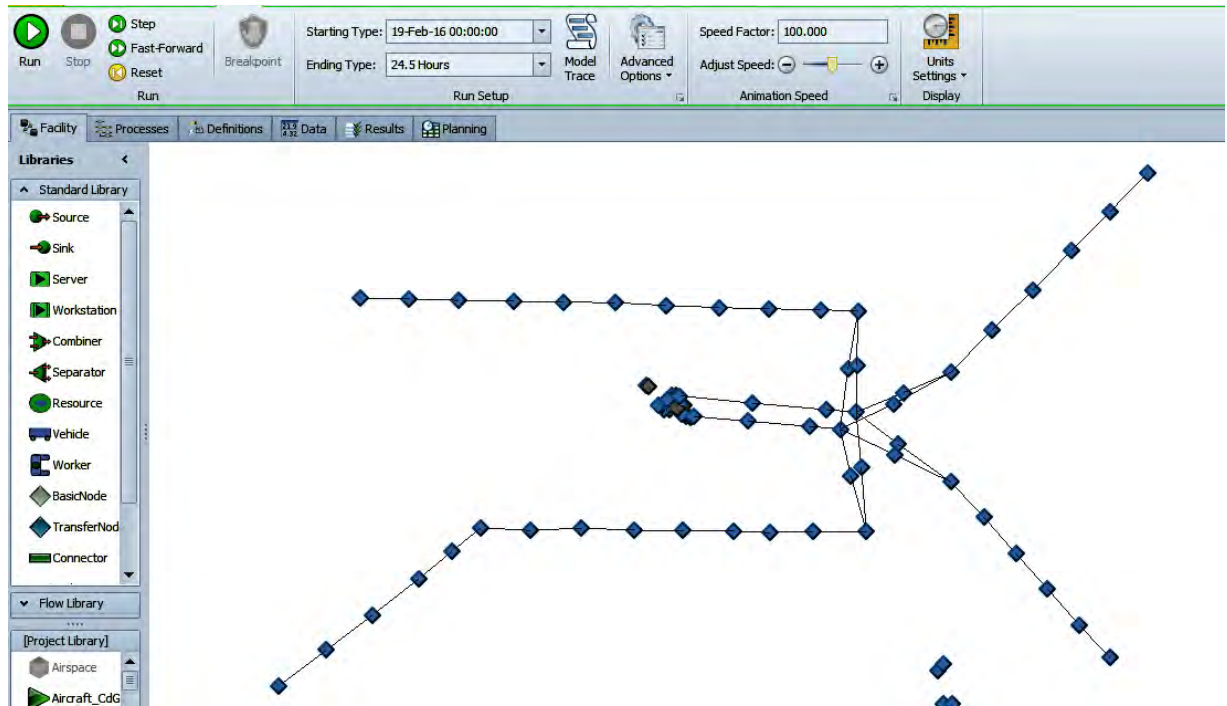 Run
Stop
Step
Fast-Forward
Reset
Run
Breakpoint
Starting Type: 19-Feb-16 00:00:00
Ending Type: 24.5 Hours
Model Trace
Advanced Options
Run Setup
Speed Factor: 100.000
Adjust Speed:
Animation Speed
Units Settings
Display
Facility
Processes
Definitions
Data
Results
Planning
Libraries
Standard Library
Source
Sink
Server
Workstation
Combiner
Separator
Resource
Vehicle
Worker
BasicNode
TransferNod
Connector
Flow Library
[Project Library]
Airspace
Aircraft_CdG